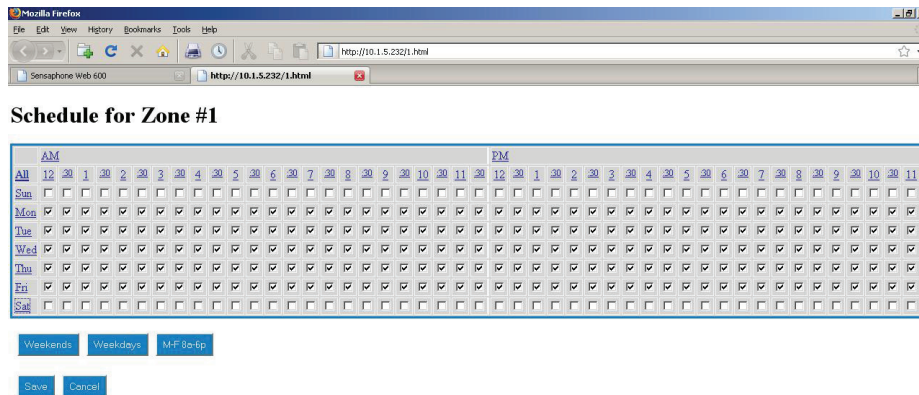 Mozilla Firefox
File Edit View History Bookmarks Tools Help
http://10.1.5.232/1.html
Sensaphone Web 600 http://10.1.5.232/1.html
Schedule for Zone #1
AM PM
All 12 :30 1 :30 2 :30 3 :30 4 :30 5 :30 6 :30 7 :30 8 :30 9 :30 10 :30 11 :30 12 :30 1 :30 2 :30 3 :30 4 :30 5 :30 6 :30 7 :30 8 :30 9 :30 10 :30 11
Sun
Mon
Tue
Wed
Thu
Fri
Sat
Weekends Weekdays M-F 8a-6p
Save Cancel